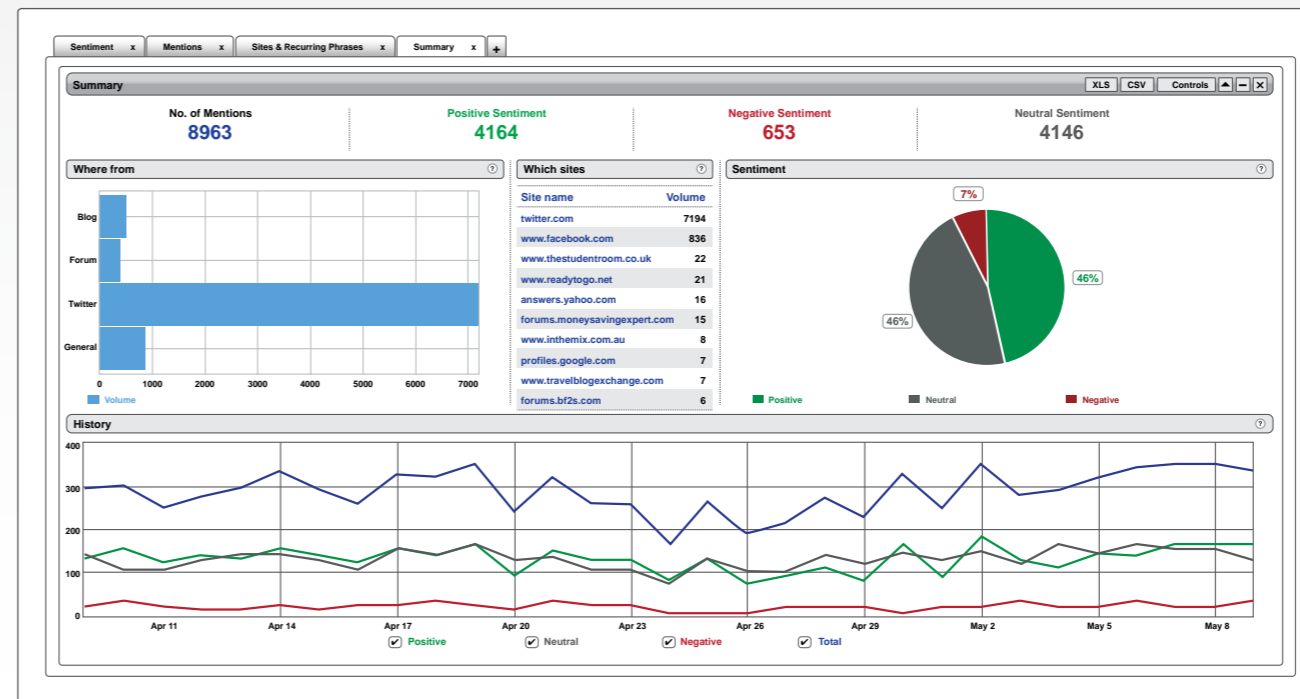 Sentiment x Mentions x Sites & Recurring Phrases x Summary x +
Summary XLS CSV Controls
No. of Mentions Positive Sentiment Negative Sentiment Neutral Sentiment
8963 4164 653 4146
Where from ? Which sites ? Sentiment ?
Site name Volume
twitter.com 7194
www.facebook.com 836
www.thestudentroom.co.uk 22
www.readytogo.net 21
answers.yahoo.com 16
forums.moneysavingexpert.com 15
www.inthemix.com.au 8
profiles.google.com 7
www.travelblogexchange.com 7
forums.bf2s.com 6
Blog
Forum
Twitter
General
0 1000 2000 3000 4000 5000 6000 7000
Volume
7%
46%
46%
Positive Neutral Negative
History ?
400
300
200
100
0
Apr 11 Apr 14 Apr 17 Apr 20 Apr 23 Apr 26 Apr 29 May 2 May 5 May 8
Positive Neutral Negative Total